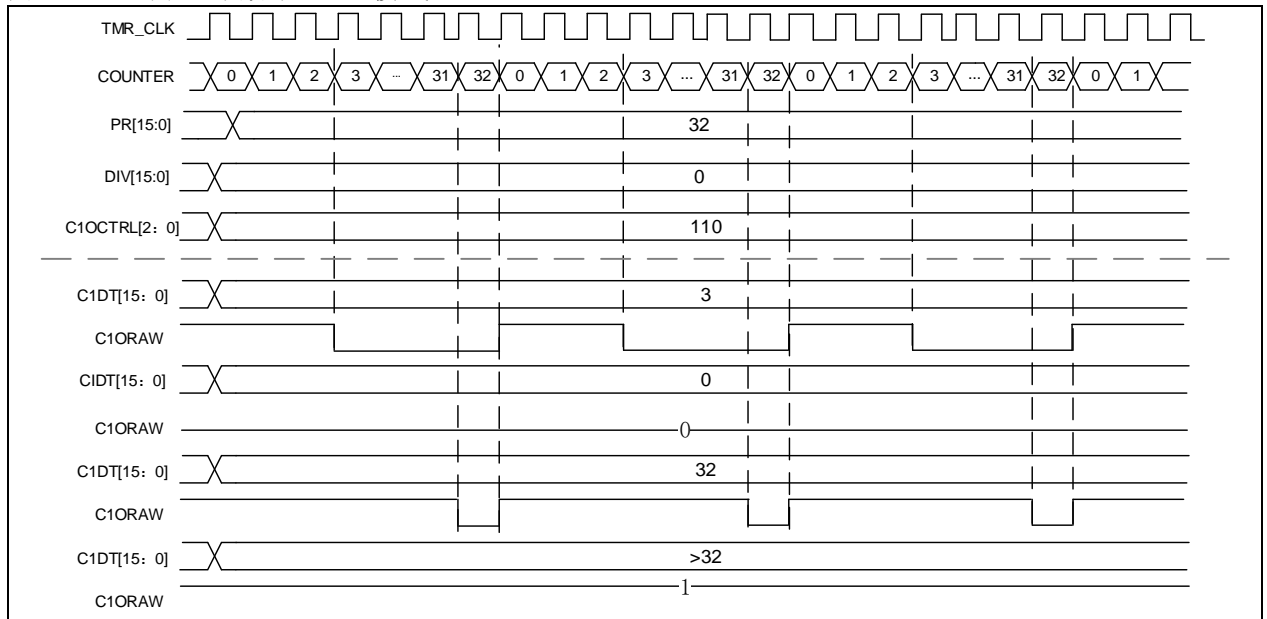 TMR_CLK
COUNTER 0 1 2 3 ... 31 32 0 1 2 3 ... 31 32 0 1 2 3 ... 31 32 0 1
PR[15:0] 32
DIV[15:0] 0
C1OCTRL[2：0] 110
C1DT[15：0] 3
C1ORAW
CIDT[15：0] 0
C1ORAW 0
C1DT[15：0] 32
C1ORAW
C1DT[15：0] >32
C1ORAW 1